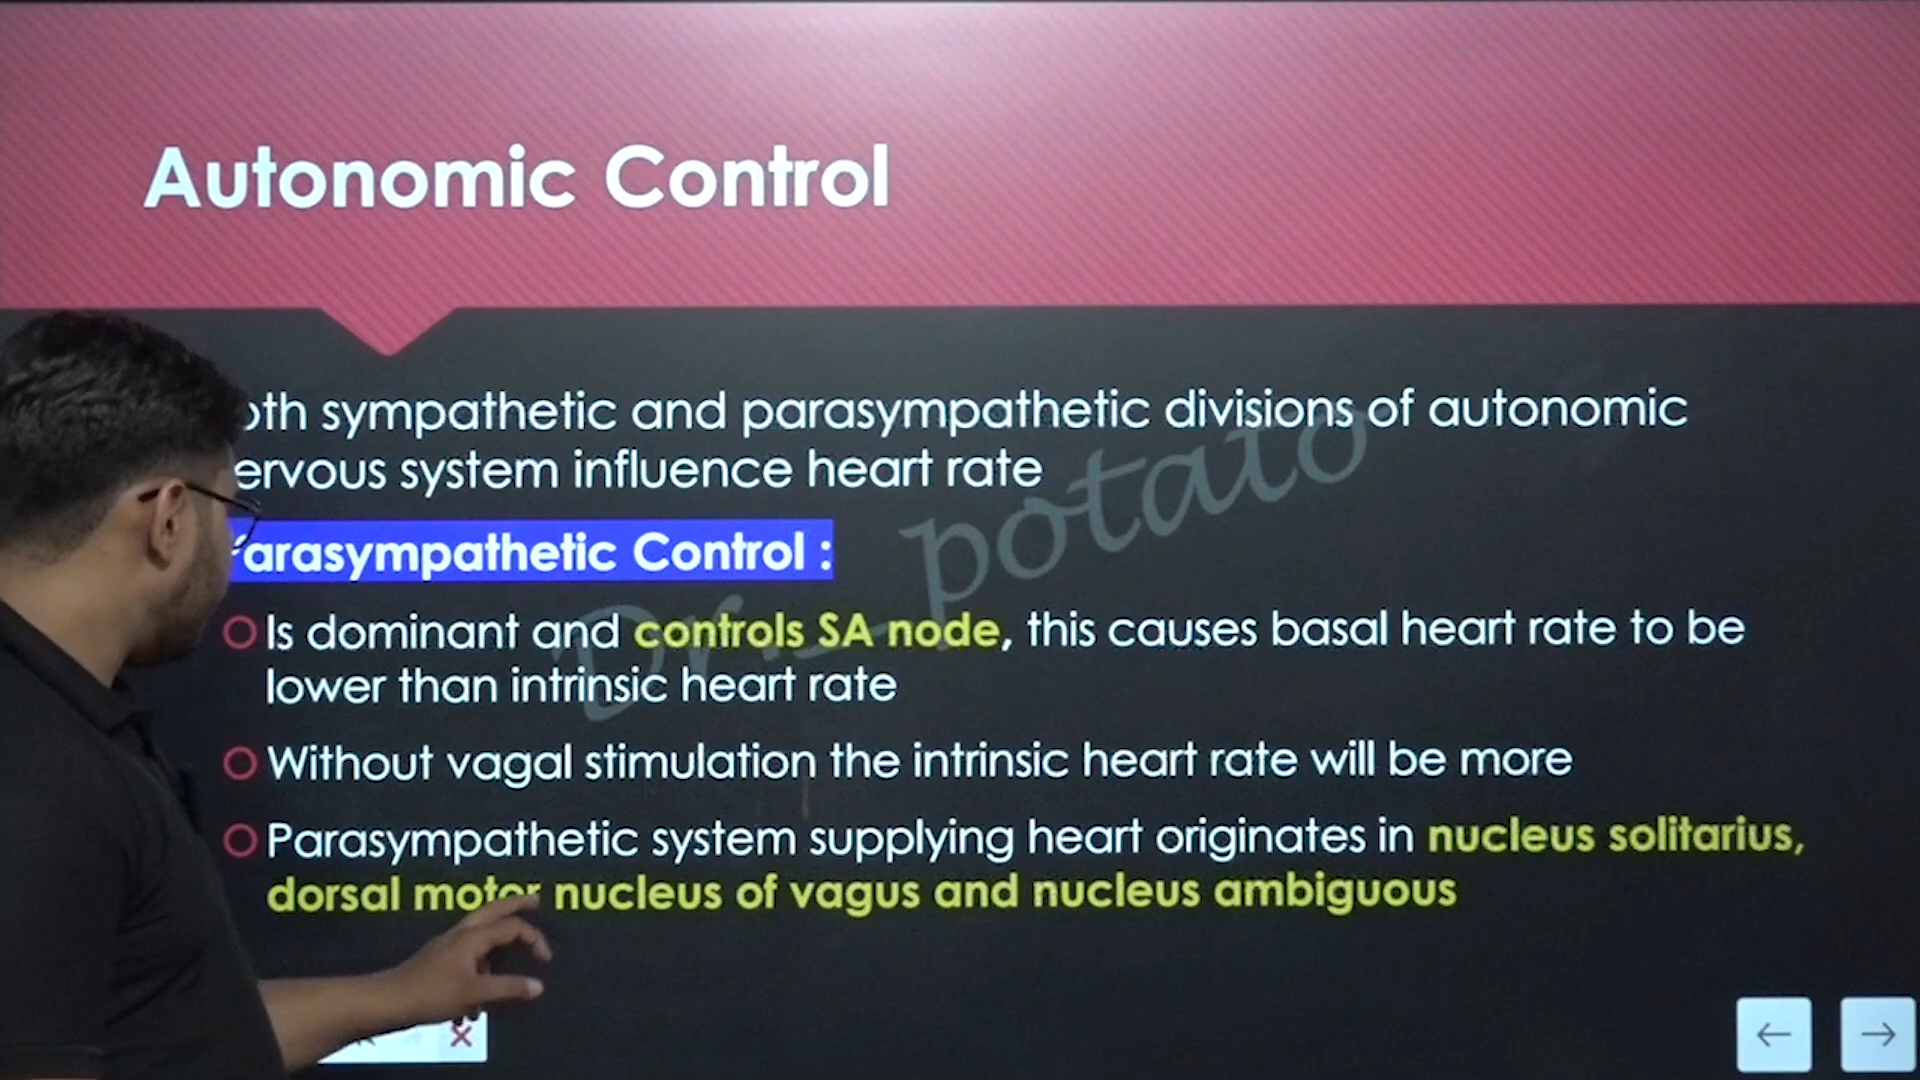 Autonomic Control
oth sympathetic and parasympathetic divisions of autonomic
ervous system influence heart rate
arasympathetic Control :
Is dominant and controls SA node, this causes basal heart rate to be
lower than intrinsic heart rate
Without vagal stimulation the intrinsic heart rate will be more
Parasympathetic system supplying heart originates in nucleus solitarius,
dorsal motor nucleus of vagus and nucleus ambiguous
Dr._potato